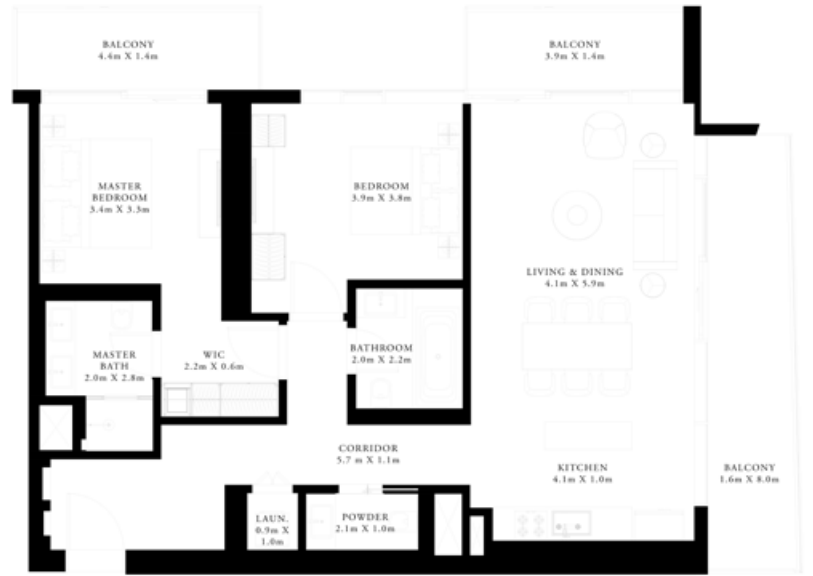 BALCONY
4.4m X 1.4m
BALCONY
3.9m X 1.4m
MASTER
BEDROOM
3.4m X 3.3m
BEDROOM
3.9m X 3.8m
LIVING & DINING
4.1m X 5.9m
MASTER
BATH
2.0m X 2.8m
WIC
2.2m X 0.6m
BATHROOM
2.0m X 2.2m
CORRIDOR
5.7 m X 1.1m
KITCHEN
4.1m X 1.0m
BALCONY
1.6m X 8.0m
LAUN.
0.9m X
1.0m
POWDER
2.1m X 1.0m